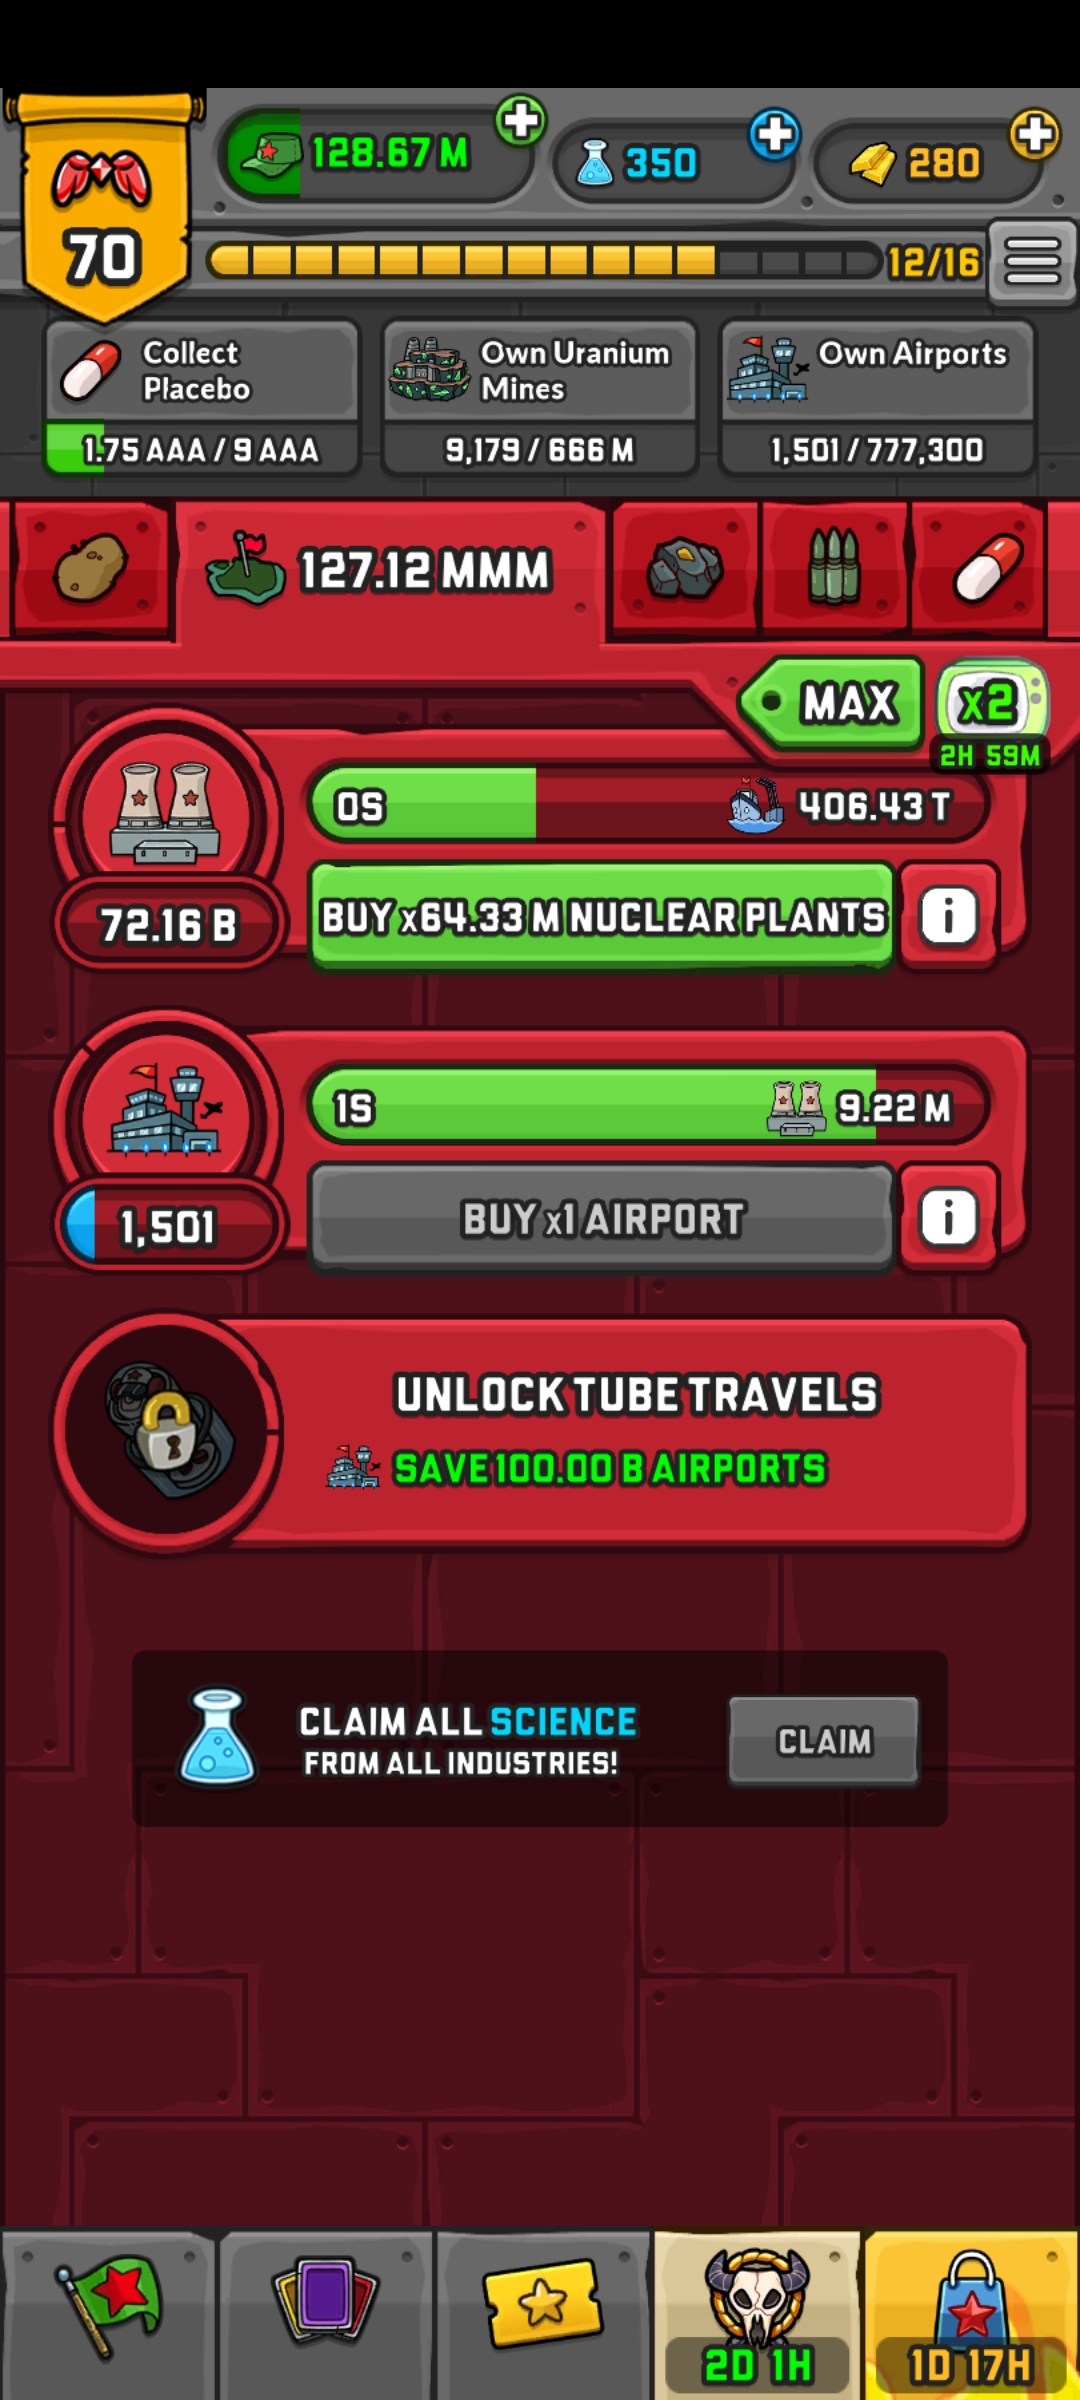 128.67 M
350
280
70
12/16
Collect
Placebo
1.75 AAA / 9 AAA
Own Uranium
Mines
9,179 / 666 M
Own Airports
1,501 / 777,300
127.12 MMM
MAX
x2
2H 59M
0S
406.43 T
72.16 B
BUY x64.33 M NUCLEAR PLANTS
i
1S
9.22 M
1,501
BUY x1 AIRPORT
i
UNLOCK TUBE TRAVELS
SAVE 100.00 B AIRPORTS
CLAIM ALL SCIENCE
FROM ALL INDUSTRIES!
CLAIM
2D 1H
1D 17H